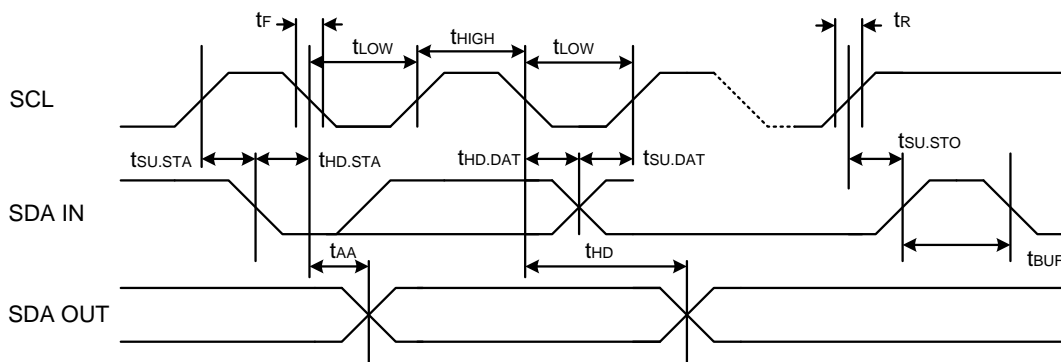 tF
tR
tLOW
tHIGH
tLOW
SCL
tSU.STO
tSU.STA
tHD.STA
tHD.DAT
tSU.DAT
SDA IN
tAA
tHD
tBUF
SDA OUT